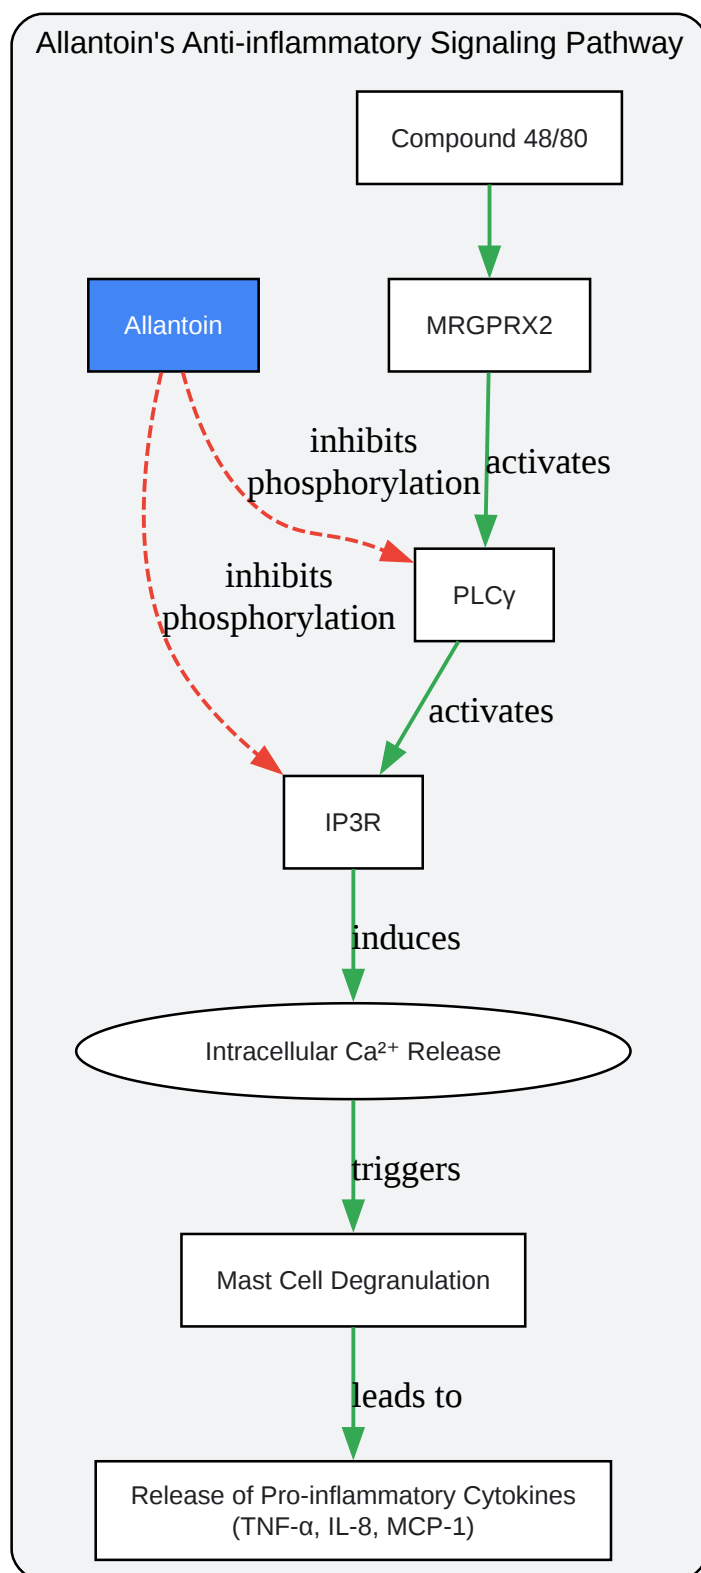 Allantoin's Anti-inflammatory Signaling Pathway
Compound 48/80
Allantoin
MRGPRX2
inhibits
phosphorylation
activates
inhibits
phosphorylation
PLCγ
activates
IP3R
induces
Intracellular Ca²⁺ Release
triggers
Mast Cell Degranulation
leads to
Release of Pro-inflammatory Cytokines
(TNF-α, IL-8, MCP-1)